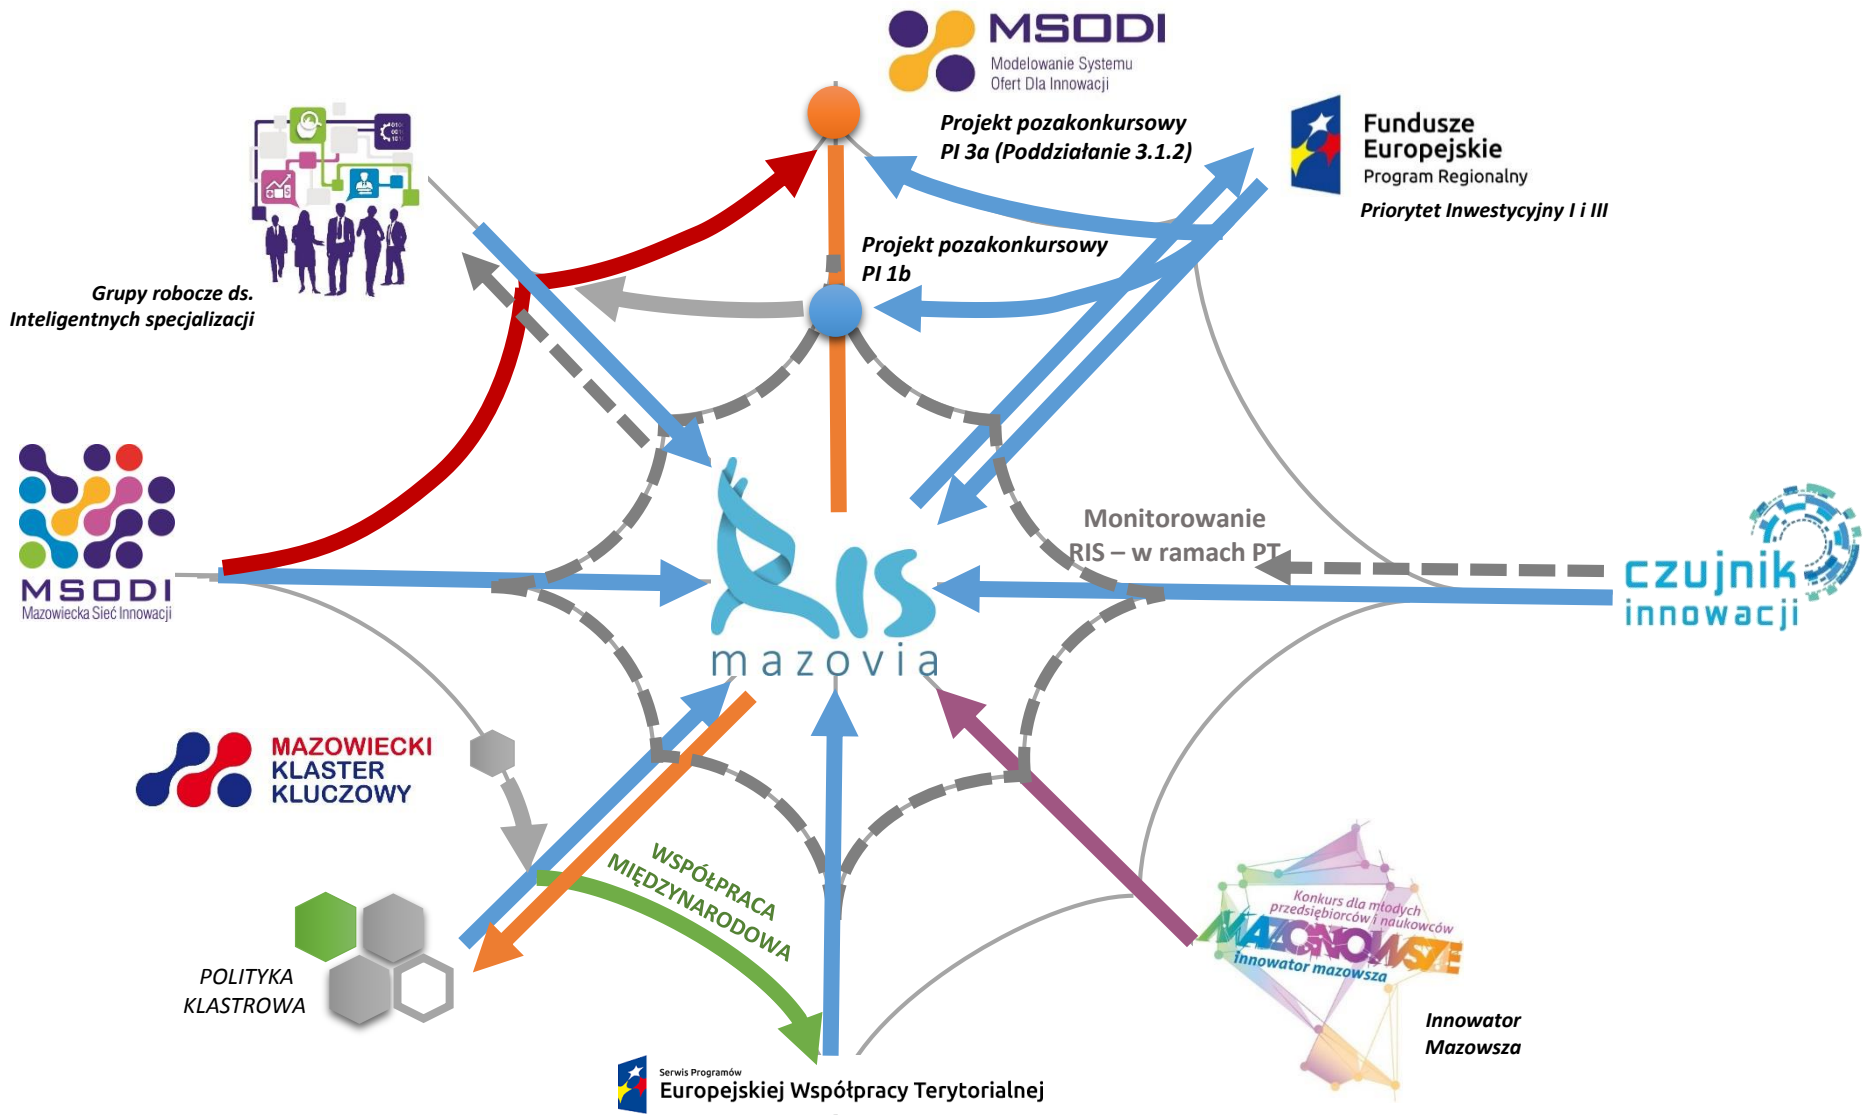 MSODI
Modelowanie Systemu
Ofert Dla Innowacji
Projekt pozakonkursowy
PI 3a (Poddziałanie 3.1.2)
Fundusze
Europejskie
Program Regionalny
Priorytet Inwestycyjny I i III
Projekt pozakonkursowy
PI 1b
Grupy robocze ds.
Inteligentnych specjalizacji
MSODI
Mazowiecka Sieć Innowacji
Monitorowanie
RIS – w ramach PT
RIS
mazovia
czujnik
innowacji
MAZOWIECKI
KLASTER
KLUCZOWY
WSPÓŁPRACA
MIĘDZYNARODOWA
POLITYKA
KLASTROWA
Konkurs dla młodych
przedsiębiorców i naukowców
MAZONOWSZE
innowator mazowsza
Innowator
Mazowsza
Serwis Programów
Europejskiej Współpracy Terytorialnej